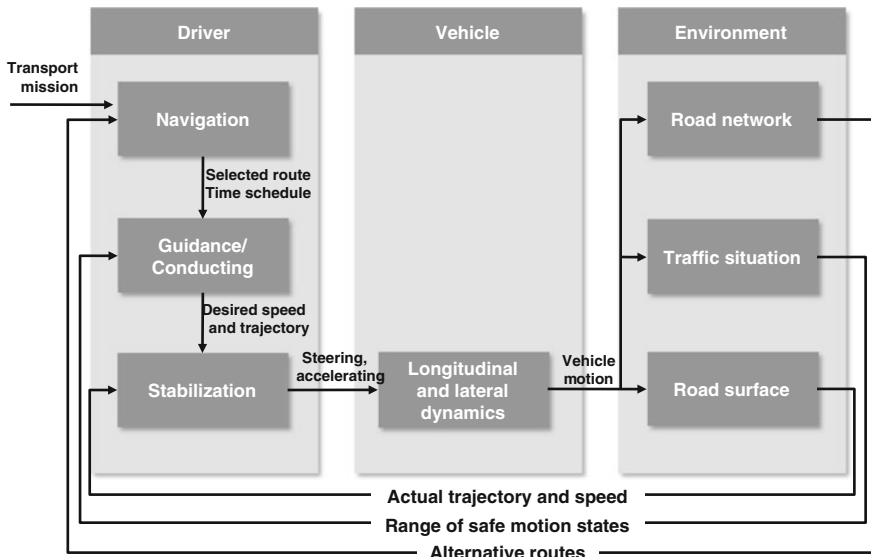 Driver
Vehicle
Environment
Transport
mission
Navigation
Road network
Selected route
Time schedule
Guidance/
Conducting
Traffic situation
Desired speed
and trajectory
Stabilization
Steering,
accelerating
Longitudinal
and lateral
dynamics
Vehicle
motion
Road surface
Actual trajectory and speed
Range of safe motion states
Alternative routes